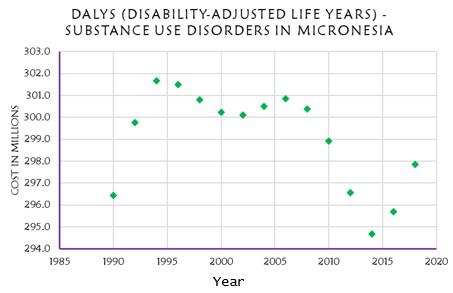 DALYS (DISABILITY-ADJUSTED LIFE YEARS) -
SUBSTANCE USE DISORDERS IN MICRONESIA
COST IN MILLIONS
303.0
302.0
301.0
300.0
299.0
298.0
297.0
296.0
295.0
294.0
1985 1990 1995 2000 2005 2010 2015 2020
Year